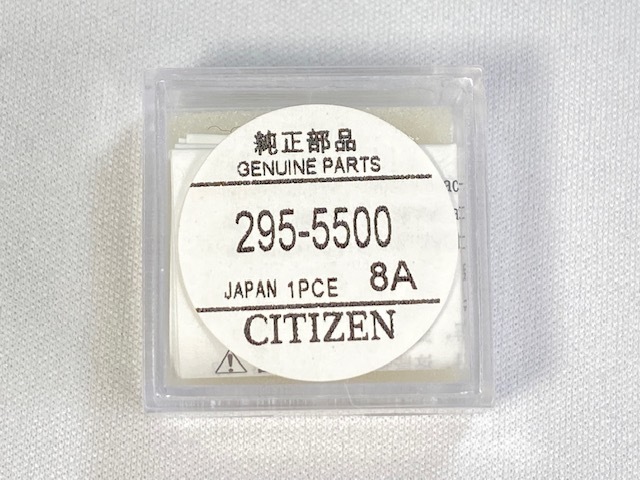 純正部品
GENUINE PARTS
295-5500
JAPAN 1PCE 8A
CITIZEN